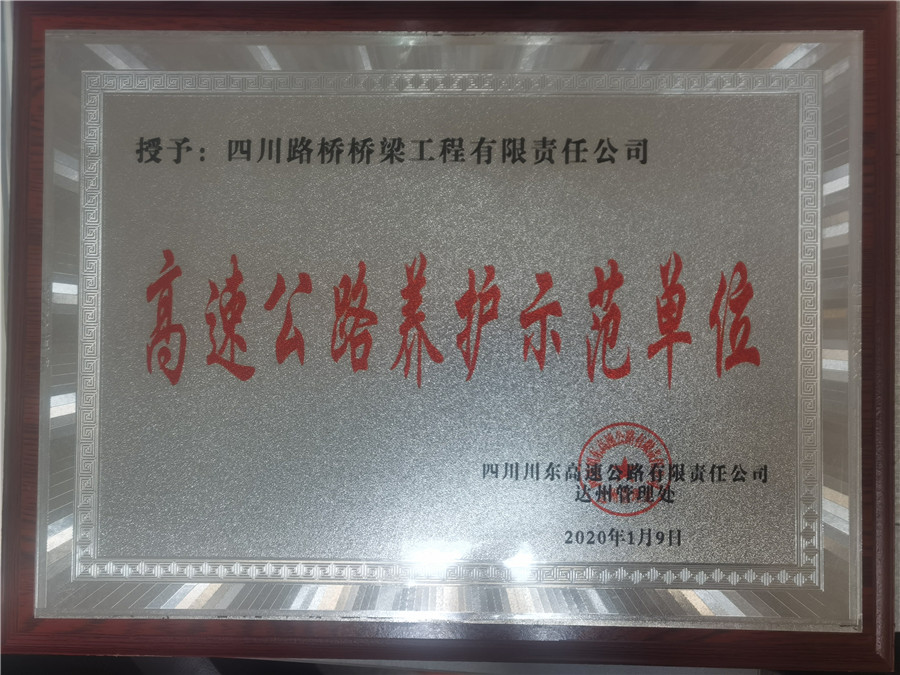 授予：四川路桥桥梁工程有限责任公司
高速公路养护示范单位
四川川东高速公路有限责任公司
达州管理处
2020年1月9日